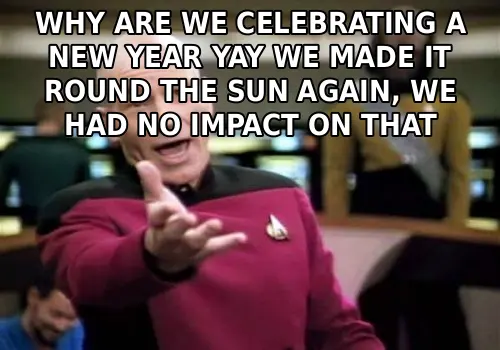 WHY ARE WE CELEBRATING A
NEW YEAR YAY WE MADE IT
ROUND THE SUN AGAIN, WE
HAD NO IMPACT ON THAT